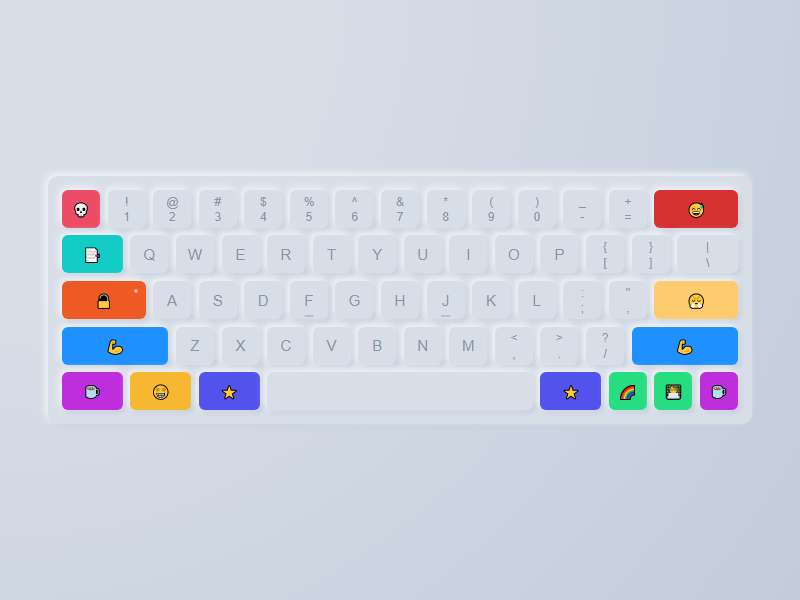 ! @ # $ % ^ & * ( ) _ +
1 2 3 4 5 6 7 8 9 0 - =
Q W E R T Y U I O P { } |
[ ] \
A S D F G H J K L : "
; '
Z X C V B N M < > ?
, . /